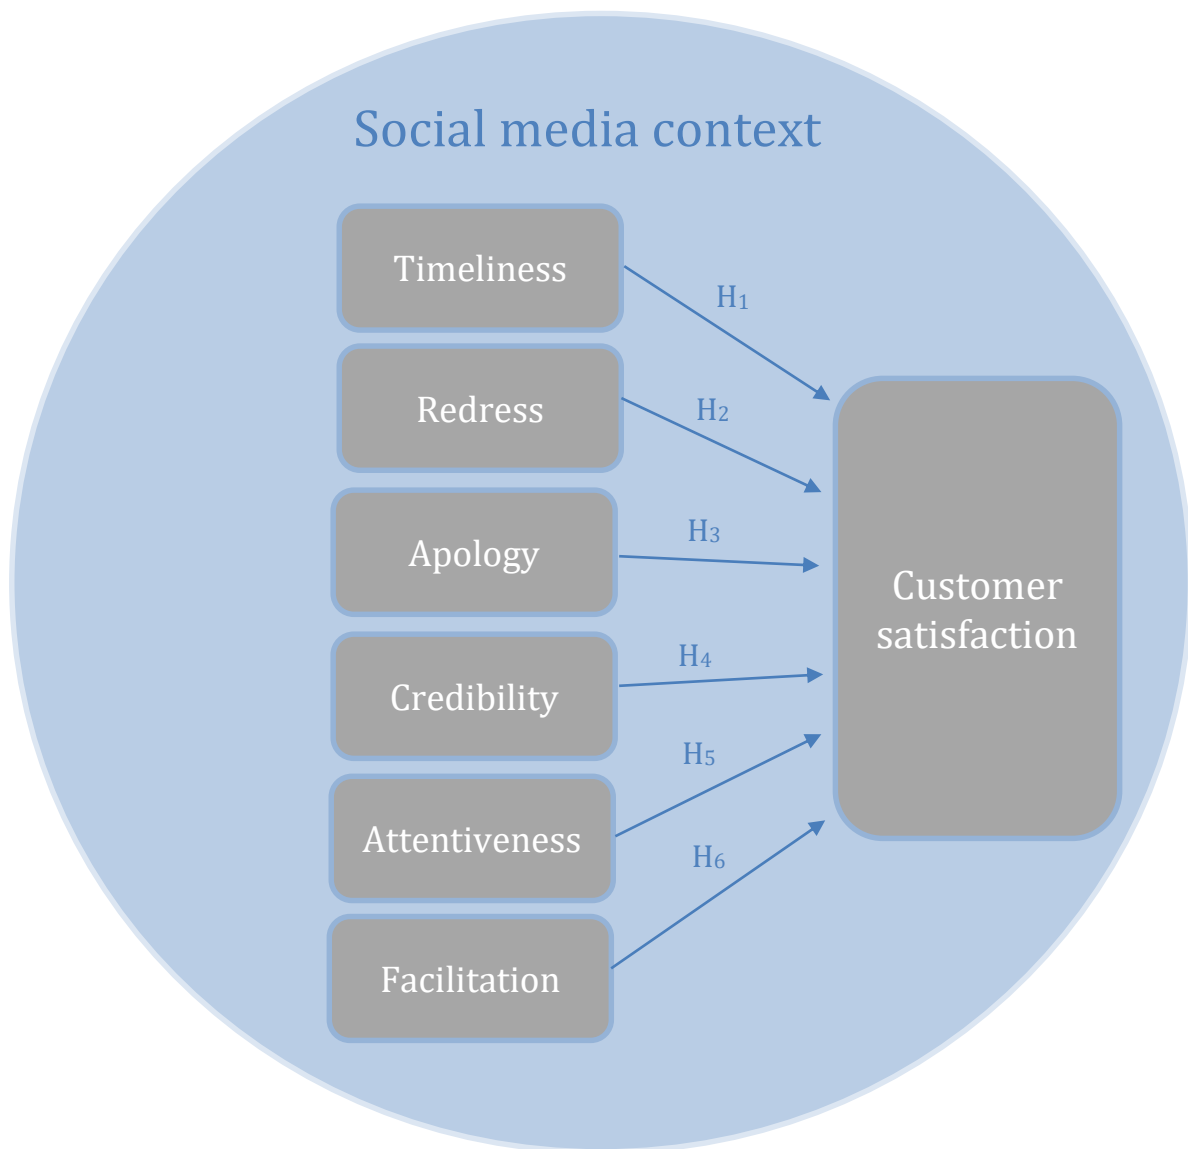 Social media context
Timeliness
H1
Redress
H2
Apology
H3
Credibility
H4
Attentiveness
H5
Facilitation
H6
Customer
satisfaction